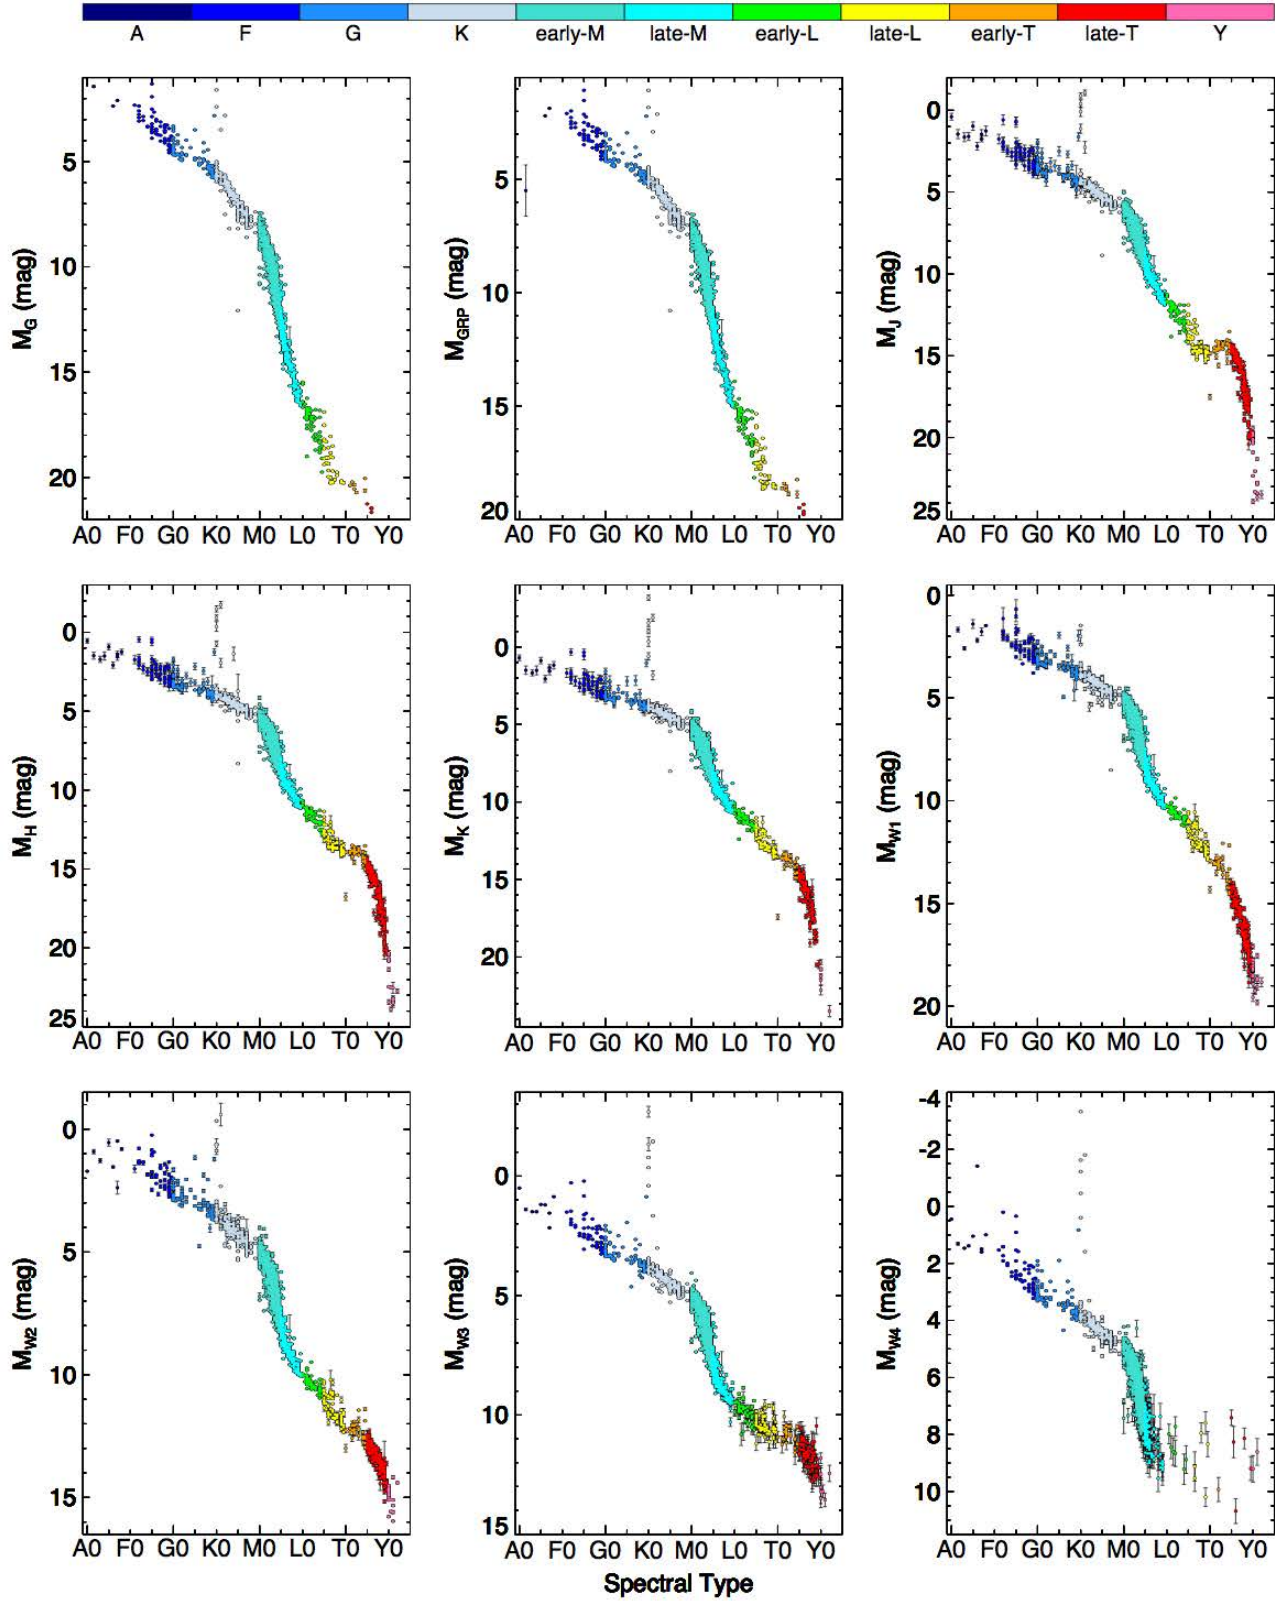 A F G K early-M late-M early-L late-L early-T late-T Y
M_G (mag)
5
10
15
20
A0 F0 G0 K0 M0 L0 T0 Y0
M_GRP (mag)
5
10
15
20
A0 F0 G0 K0 M0 L0 T0 Y0
M_J (mag)
0
5
10
15
20
25
A0 F0 G0 K0 M0 L0 T0 Y0
M_H (mag)
0
5
10
15
20
25
A0 F0 G0 K0 M0 L0 T0 Y0
M_K (mag)
0
5
10
15
20
A0 F0 G0 K0 M0 L0 T0 Y0
M_W1 (mag)
0
5
10
15
20
A0 F0 G0 K0 M0 L0 T0 Y0
M_W2 (mag)
0
5
10
15
A0 F0 G0 K0 M0 L0 T0 Y0
M_W3 (mag)
0
5
10
15
A0 F0 G0 K0 M0 L0 T0 Y0
M_W4 (mag)
-4
-2
0
2
4
6
8
10
A0 F0 G0 K0 M0 L0 T0 Y0
Spectral Type